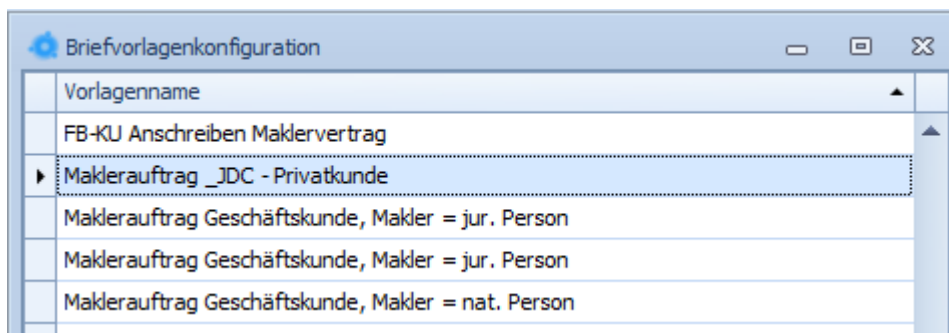 Briefvorlagenkonfiguration
Vorlagenname
FB-KU Anschreiben Maklervertrag
Maklerauftrag _JDC - Privatkunde
Maklerauftrag Geschäftskunde, Makler = jur. Person
Maklerauftrag Geschäftskunde, Makler = jur. Person
Maklerauftrag Geschäftskunde, Makler = nat. Person